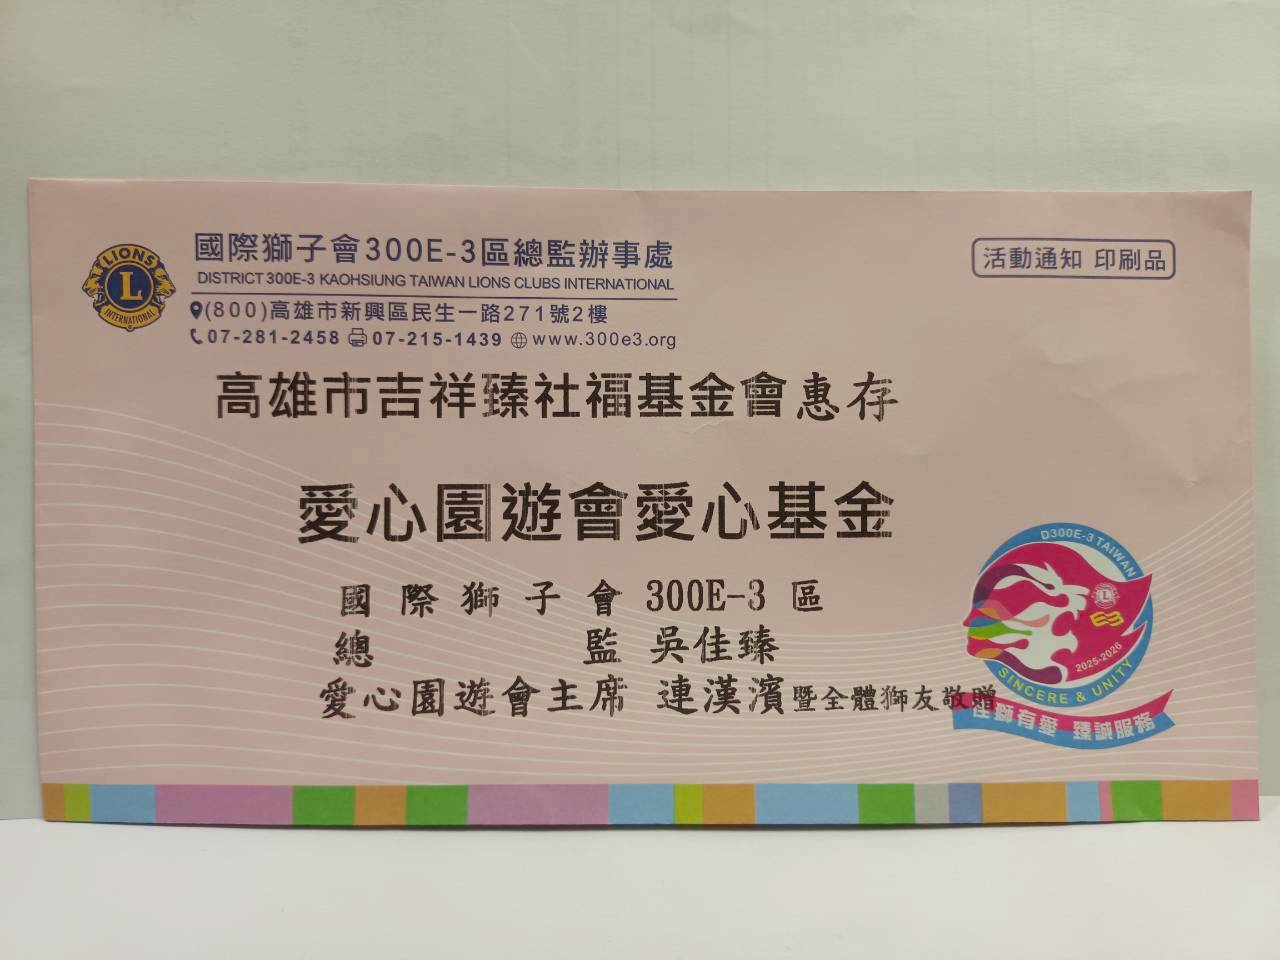 國際獅子會300E-3區總監辦事處
DISTRICT 300E-3 KAOHSIUNG TAIWAN LIONS CLUBS INTERNATIONAL
(800)高雄市新興區民生一路271號2樓
07-281-2458 07-215-1439 www.300e3.org
LIONS
L
INTERNATIONAL
活動通知 印刷品
高雄市吉祥臻社福基金會惠存
愛心園遊會愛心基金
國際獅子會 300E-3 區
總監 吳佳臻
愛心園遊會主席 連漢濱暨全體獅友敬贈
D300E-3 TAIWAN
L
E3
2025-2026
SINCERE & UNITY
佳獅有愛 臻誠服務